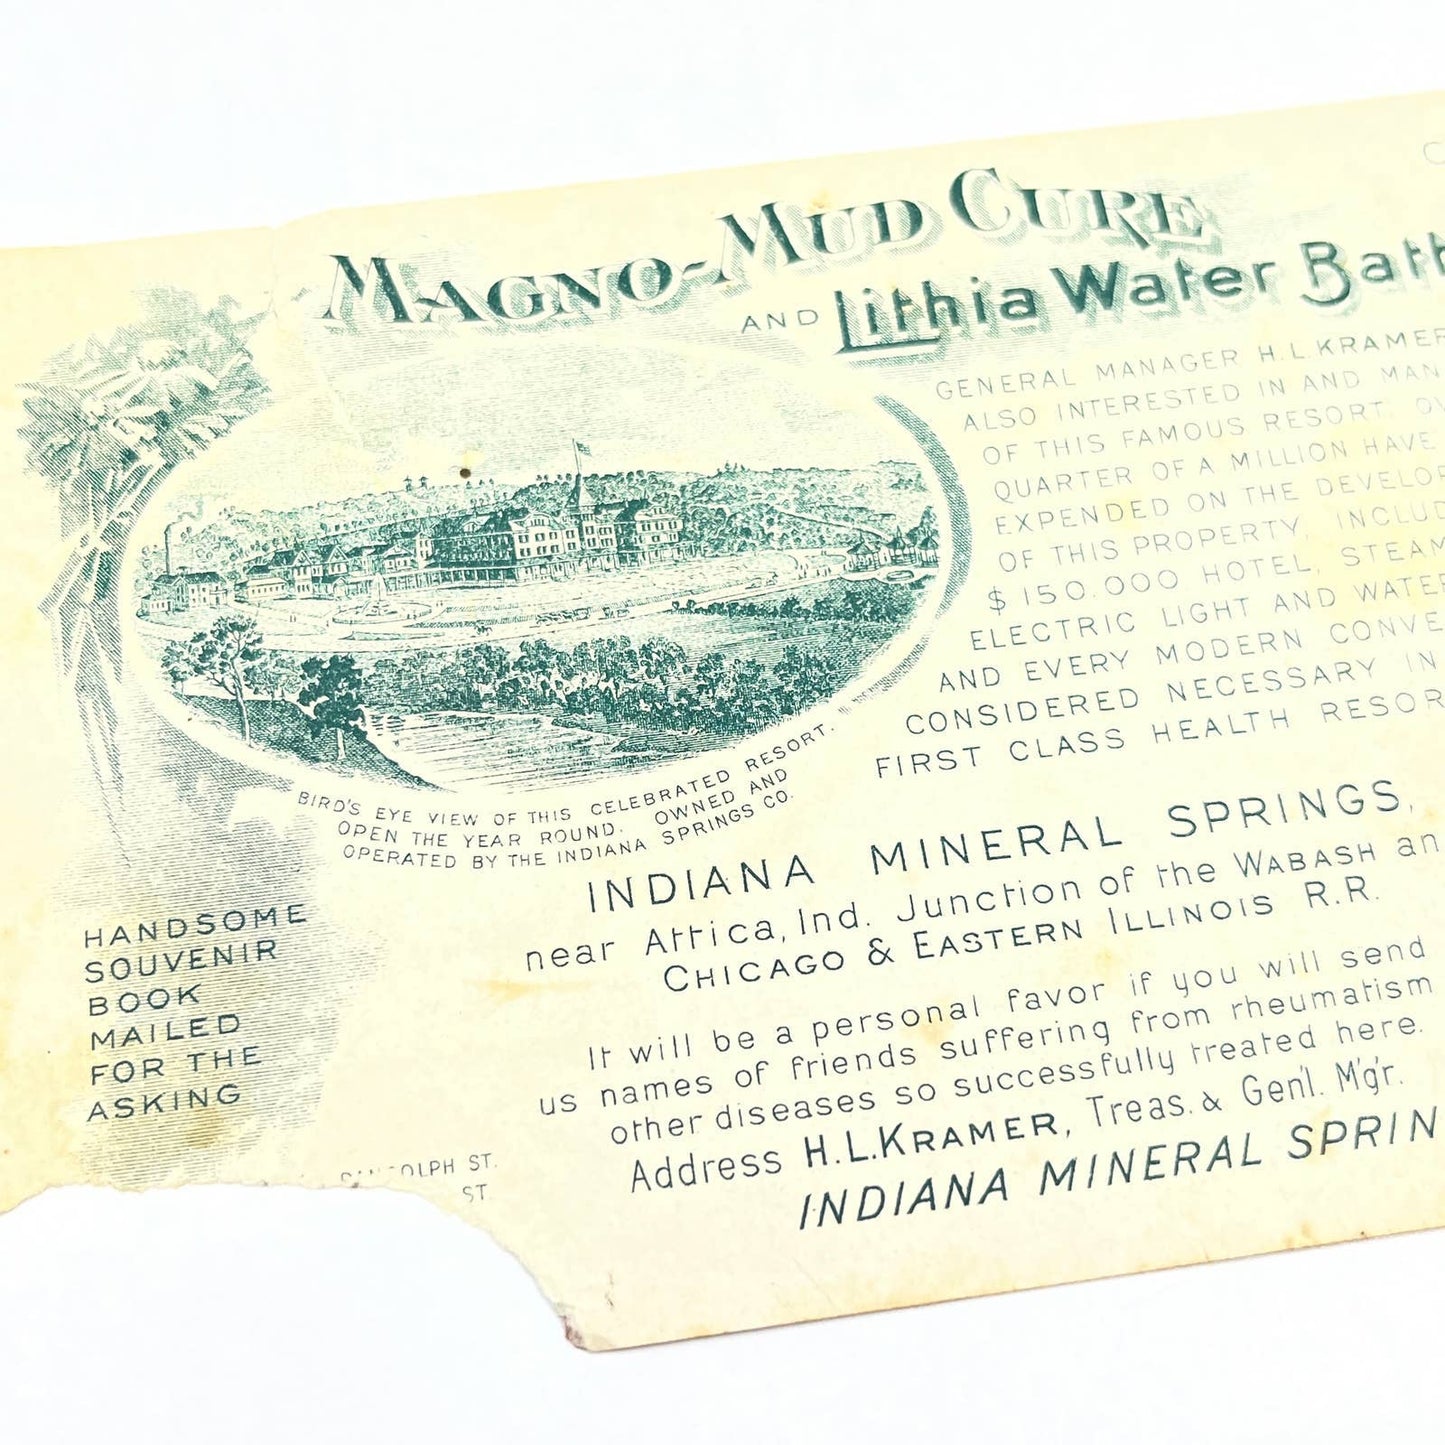 MAGNO-MUD CURE
AND Lithia Water Bath
GENERAL MANAGER H.L. KRAMER
ALSO INTERESTED IN AND MAN
OF THIS FAMOUS RESORT. OV
QUARTER OF A MILLION HAVE
EXPENDED ON THE DEVELOP
OF THIS PROPERTY, INCLUD
$150.000 HOTEL, STEAM
ELECTRIC LIGHT AND WATER
AND EVERY MODERN CONVE
CONSIDERED NECESSARY IN
FIRST CLASS HEALTH RESOR
BIRD'S EYE VIEW OF THIS CELEBRATED RESORT.
OPEN THE YEAR ROUND. OWNED AND
OPERATED BY THE INDIANA SPRINGS CO.
INDIANA MINERAL SPRINGS,
near Attica, Ind. Junction of the WABASH an
CHICAGO & EASTERN ILLINOIS R.R.
HANDSOME
SOUVENIR
BOOK
MAILED
FOR THE
ASKING
It will be a personal favor if you will send
us names of friends suffering from rheumatism
other diseases so successfully treated here.
Address H.L. KRAMER, Treas. & Gen'l. M'g'r.
INDIANA MINERAL SPRIN
OLPH ST.
ST